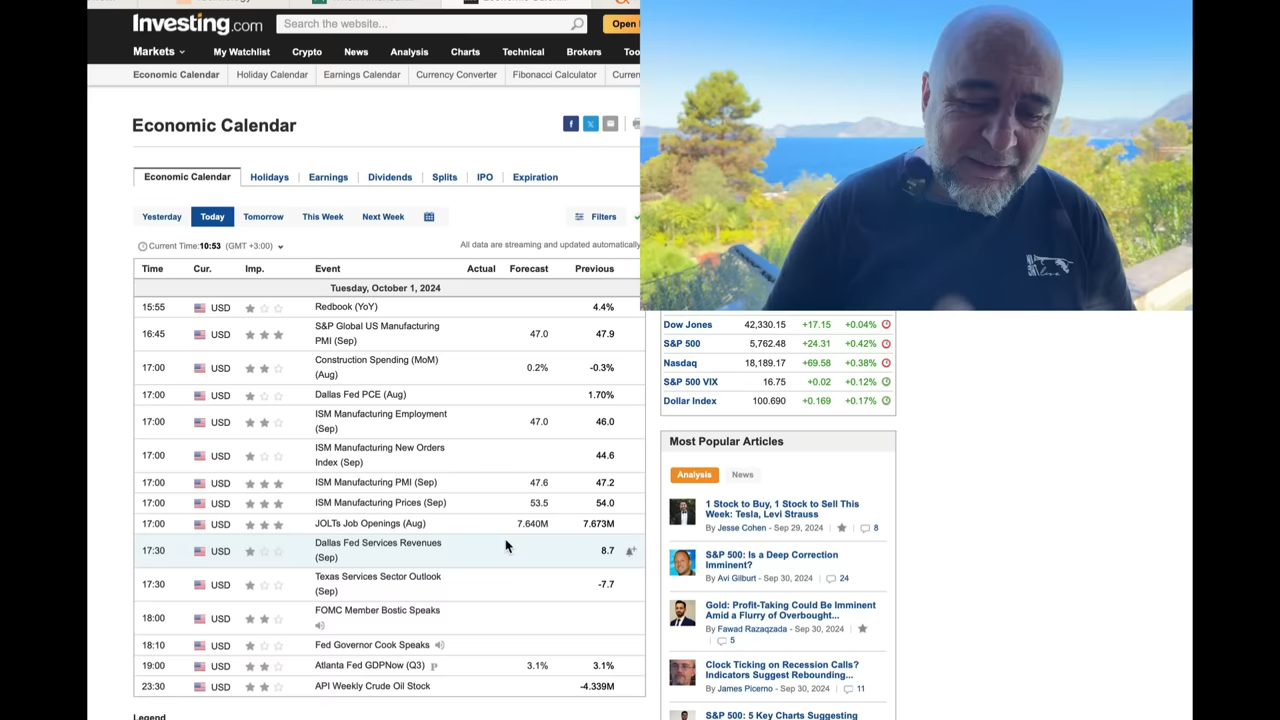 Investing.com
Search the website...
Open
Markets
My Watchlist
Crypto
News
Analysis
Charts
Technical
Brokers
Economic Calendar
Holiday Calendar
Earnings Calendar
Currency Converter
Fibonacci Calculator
Economic Calendar
Economic Calendar
Holidays
Earnings
Dividends
Splits
IPO
Expiration
Yesterday
Today
Tomorrow
This Week
Next Week
Filters
Current Time:10:53 (GMT +3:00)
All data are streaming and updated automatically
Time Cur. Imp. Event Actual Forecast Previous
Tuesday, October 1, 2024
15:55 USD Redbook (YoY) 4.4%
16:45 USD S&P Global US Manufacturing PMI (Sep) 47.0 47.9
17:00 USD Construction Spending (MoM) (Aug) 0.2% -0.3%
17:00 USD Dallas Fed PCE (Aug) 1.70%
17:00 USD ISM Manufacturing Employment (Sep) 47.0 46.0
17:00 USD ISM Manufacturing New Orders Index (Sep) 44.6
17:00 USD ISM Manufacturing PMI (Sep) 47.6 47.2
17:00 USD ISM Manufacturing Prices (Sep) 53.5 54.0
17:00 USD JOLTs Job Openings (Aug) 7.640M 7.673M
17:30 USD Dallas Fed Services Revenues (Sep) 8.7
17:30 USD Texas Services Sector Outlook (Sep) -7.7
18:00 USD FOMC Member Bostic Speaks
18:10 USD Fed Governor Cook Speaks
19:00 USD Atlanta Fed GDPNow (Q3) P 3.1% 3.1%
23:30 USD API Weekly Crude Oil Stock -4.339M
Legend
Dow Jones 42,330.15 +17.15 +0.04%
S&P 500 5,762.48 +24.31 +0.42%
Nasdaq 18,189.17 +69.58 +0.38%
S&P 500 VIX 16.75 +0.02 +0.12%
Dollar Index 100.690 +0.169 +0.17%
Most Popular Articles
Analysis
News
1 Stock to Buy, 1 Stock to Sell This
Week: Tesla, Levi Strauss
By Jesse Cohen - Sep 29, 2024 8
S&P 500: Is a Deep Correction
Imminent?
By Avi Gilburt - Sep 30, 2024 24
Gold: Profit-Taking Could Be Imminent
Amid a Flurry of Overbought...
By Fawad Razaqzada - Sep 30, 2024
5
Clock Ticking on Recession Calls?
Indicators Suggest Rebounding...
By James Picerno - Sep 30, 2024 11
S&P 500: 5 Key Charts Suggesting